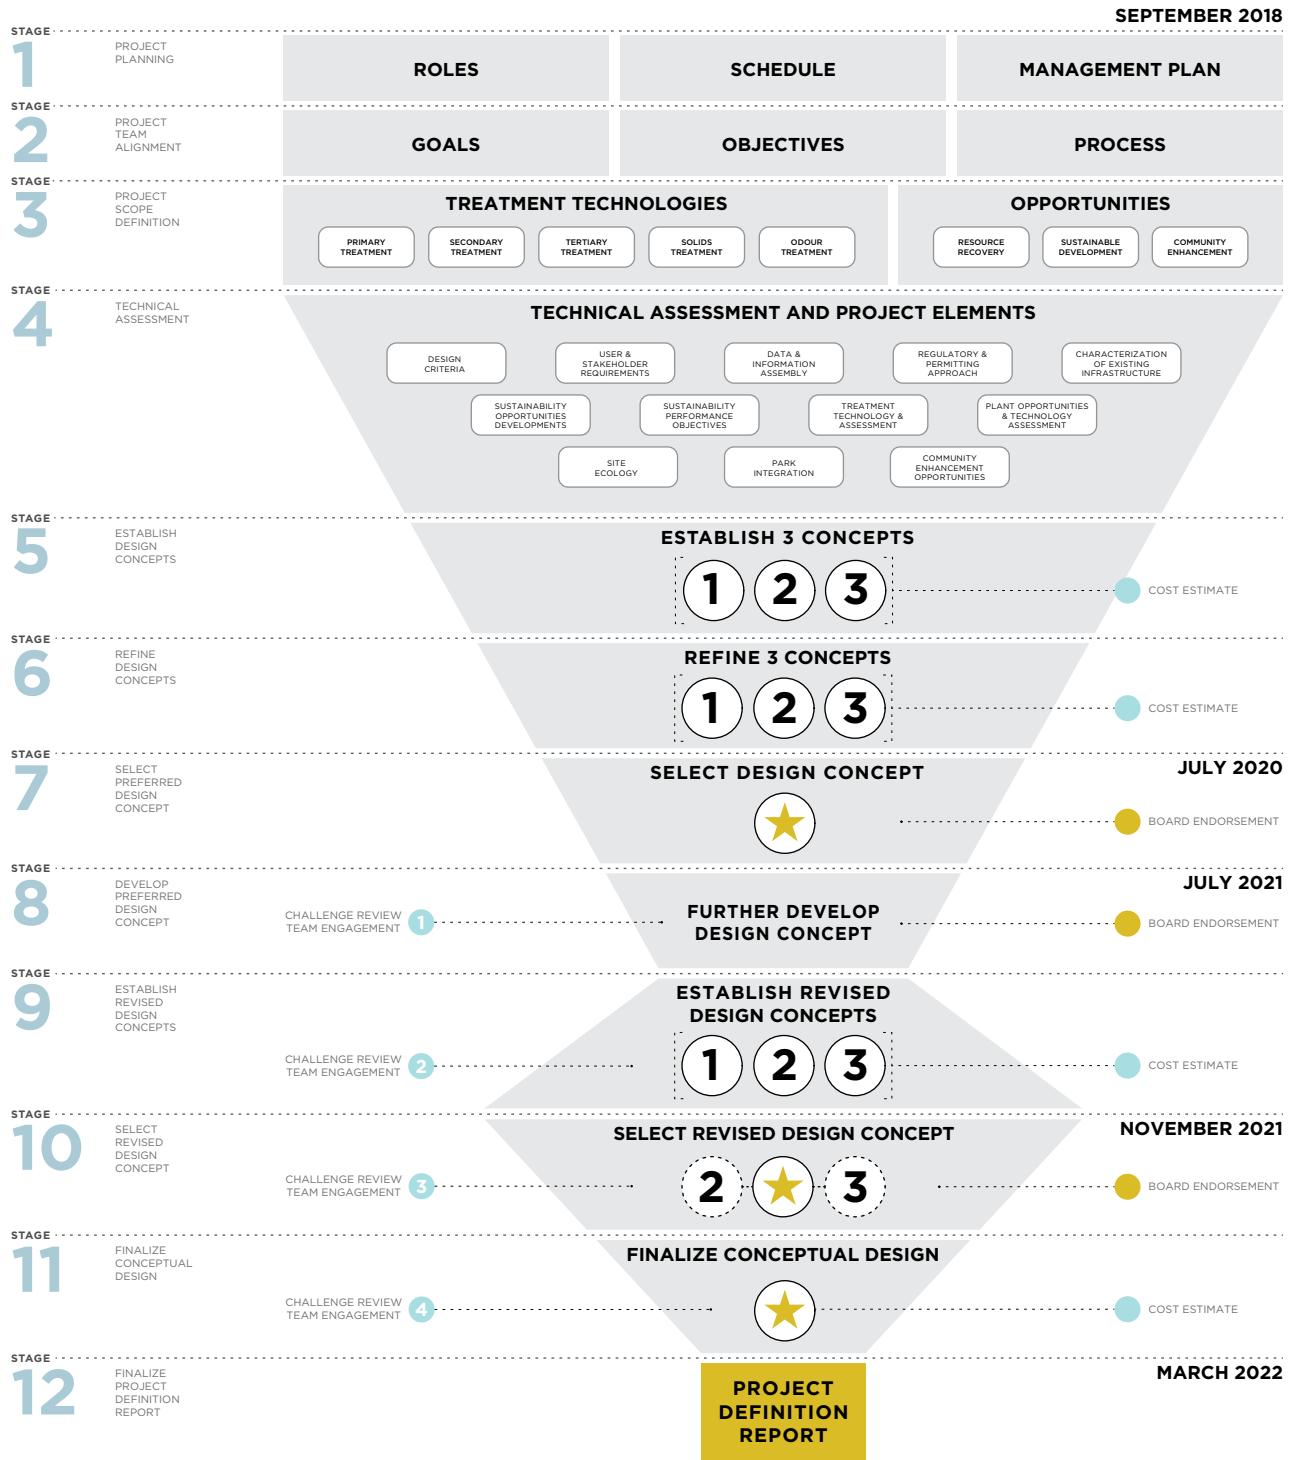 SEPTEMBER 2018
STAGE
1
PROJECT
PLANNING
ROLES
SCHEDULE
MANAGEMENT PLAN
STAGE
2
PROJECT
TEAM
ALIGNMENT
GOALS
OBJECTIVES
PROCESS
STAGE
3
PROJECT
SCOPE
DEFINITION
TREATMENT TECHNOLOGIES
PRIMARY
TREATMENT
SECONDARY
TREATMENT
TERTIARY
TREATMENT
SOLIDS
TREATMENT
ODOUR
TREATMENT
OPPORTUNITIES
RESOURCE
RECOVERY
SUSTAINABLE
DEVELOPMENT
COMMUNITY
ENHANCEMENT
STAGE
4
TECHNICAL
ASSESSMENT
TECHNICAL ASSESSMENT AND PROJECT ELEMENTS
DESIGN
CRITERIA
USER &
STAKEHOLDER
REQUIREMENTS
DATA &
INFORMATION
ASSEMBLY
REGULATORY &
PERMITTING
APPROACH
CHARACTERIZATION
OF EXISTING
INFRASTRUCTURE
SUSTAINABILITY
OPPORTUNITIES
DEVELOPMENTS
SUSTAINABILITY
PERFORMANCE
OBJECTIVES
TREATMENT
TECHNOLOGY &
ASSESSMENT
PLANT OPPORTUNITIES
& TECHNOLOGY
ASSESSMENT
SITE
ECOLOGY
PARK
INTEGRATION
COMMUNITY
ENHANCEMENT
OPPORTUNITIES
STAGE
5
ESTABLISH
DESIGN
CONCEPTS
ESTABLISH 3 CONCEPTS
1 2 3
COST ESTIMATE
STAGE
6
REFINE
DESIGN
CONCEPTS
REFINE 3 CONCEPTS
1 2 3
COST ESTIMATE
STAGE
7
SELECT
PREFERRED
DESIGN
CONCEPT
SELECT DESIGN CONCEPT
JULY 2020
BOARD ENDORSEMENT
STAGE
8
DEVELOP
PREFERRED
DESIGN
CONCEPT
CHALLENGE REVIEW
TEAM ENGAGEMENT
1
FURTHER DEVELOP
DESIGN CONCEPT
JULY 2021
BOARD ENDORSEMENT
STAGE
9
ESTABLISH
REVISED
DESIGN
CONCEPTS
CHALLENGE REVIEW
TEAM ENGAGEMENT
2
ESTABLISH REVISED
DESIGN CONCEPTS
1 2 3
COST ESTIMATE
STAGE
10
SELECT
REVISED
DESIGN
CONCEPT
CHALLENGE REVIEW
TEAM ENGAGEMENT
3
SELECT REVISED DESIGN CONCEPT
2 3
NOVEMBER 2021
BOARD ENDORSEMENT
STAGE
11
FINALIZE
CONCEPTUAL
DESIGN
CHALLENGE REVIEW
TEAM ENGAGEMENT
4
FINALIZE CONCEPTUAL DESIGN
COST ESTIMATE
STAGE
12
FINALIZE
PROJECT
DEFINITION
REPORT
PROJECT
DEFINITION
REPORT
MARCH 2022